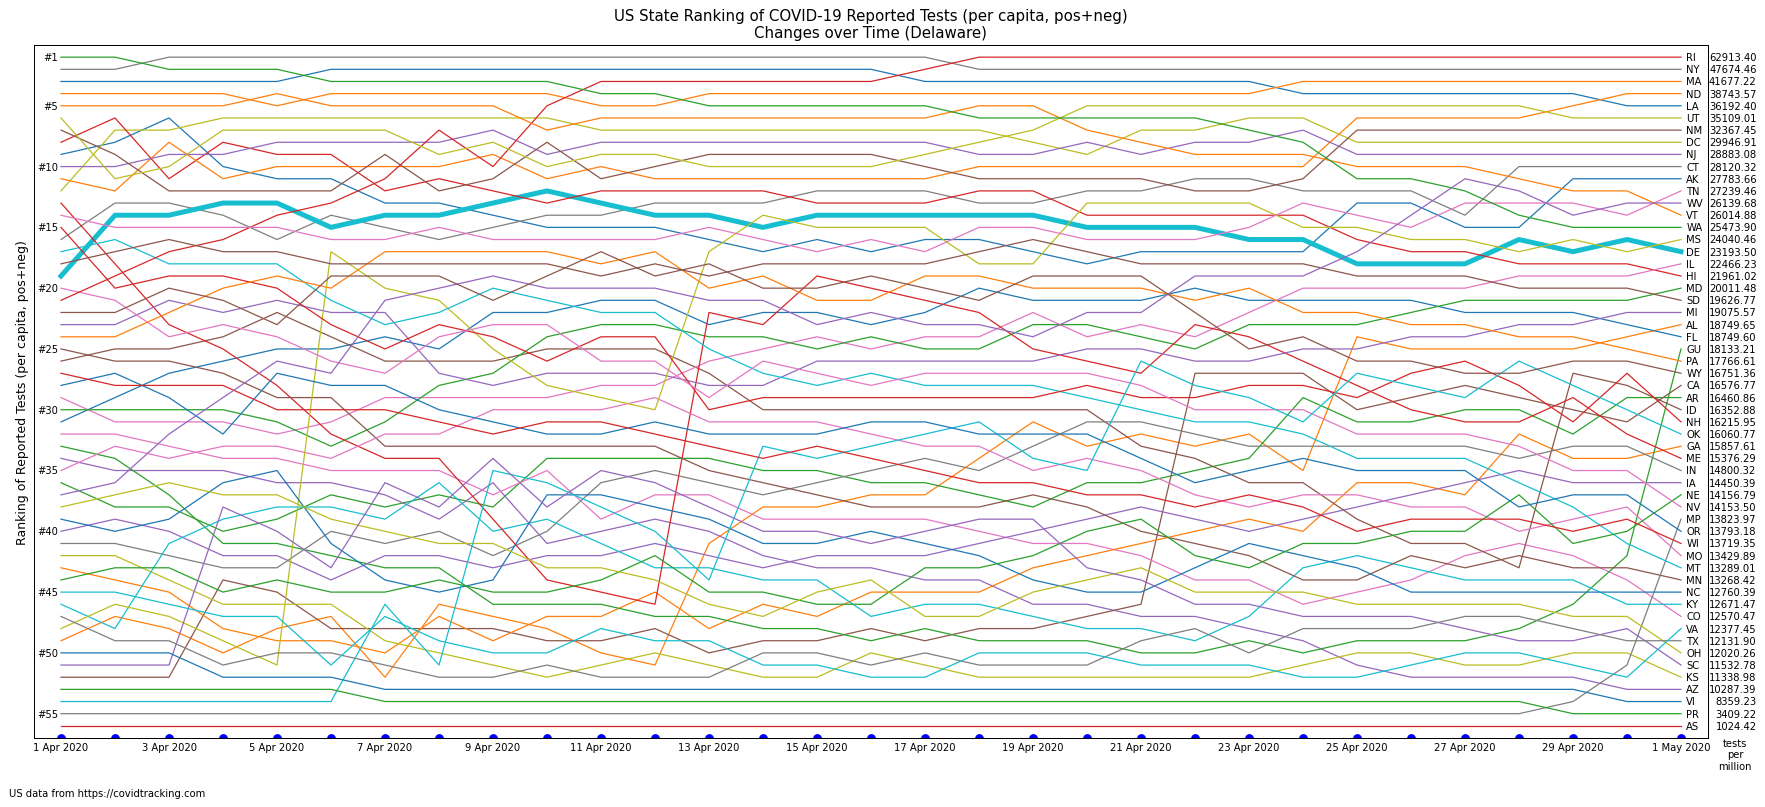 US State Ranking of COVID-19 Reported Tests (per capita, pos+neg)
Changes over Time (Delaware)
Ranking of Reported Tests (per capita, pos+neg)
#1
#5
#10
#15
#20
#25
#30
#35
#40
#45
#50
#55
RI 62913.40
NY 47674.46
MA 41677.22
ND 38743.57
LA 36192.40
UT 35109.01
NM 32367.45
DC 29946.91
NJ 28883.08
CT 28120.32
AK 27783.66
TN 27239.46
WV 26139.68
VT 26014.88
WA 25473.90
MS 24040.46
DE 23193.50
IL 22466.23
HI 21961.02
MD 20011.48
SD 19626.77
MI 19075.57
AL 18749.65
FL 18749.60
GU 18133.21
PA 17766.61
WY 16751.36
CA 16576.77
AR 16460.86
ID 16352.88
NH 16215.95
OK 16060.77
GA 15857.61
ME 15376.29
IN 14800.32
IA 14450.39
NE 14156.79
NV 14153.50
MP 13823.97
OR 13793.18
WI 13719.35
MO 13429.89
MT 13289.01
MN 13268.42
NC 12760.39
KY 12671.47
CO 12570.47
VA 12377.45
TX 12131.90
OH 12020.26
SC 11532.78
KS 11338.98
AZ 10287.39
VI 8359.23
PR 3409.22
AS 1024.42
1 Apr 2020 3 Apr 2020 5 Apr 2020 7 Apr 2020 9 Apr 2020 11 Apr 2020 13 Apr 2020 15 Apr 2020 17 Apr 2020 19 Apr 2020 21 Apr 2020 23 Apr 2020 25 Apr 2020 27 Apr 2020 29 Apr 2020 1 May 2020
tests
per
million
US data from https://covidtracking.com